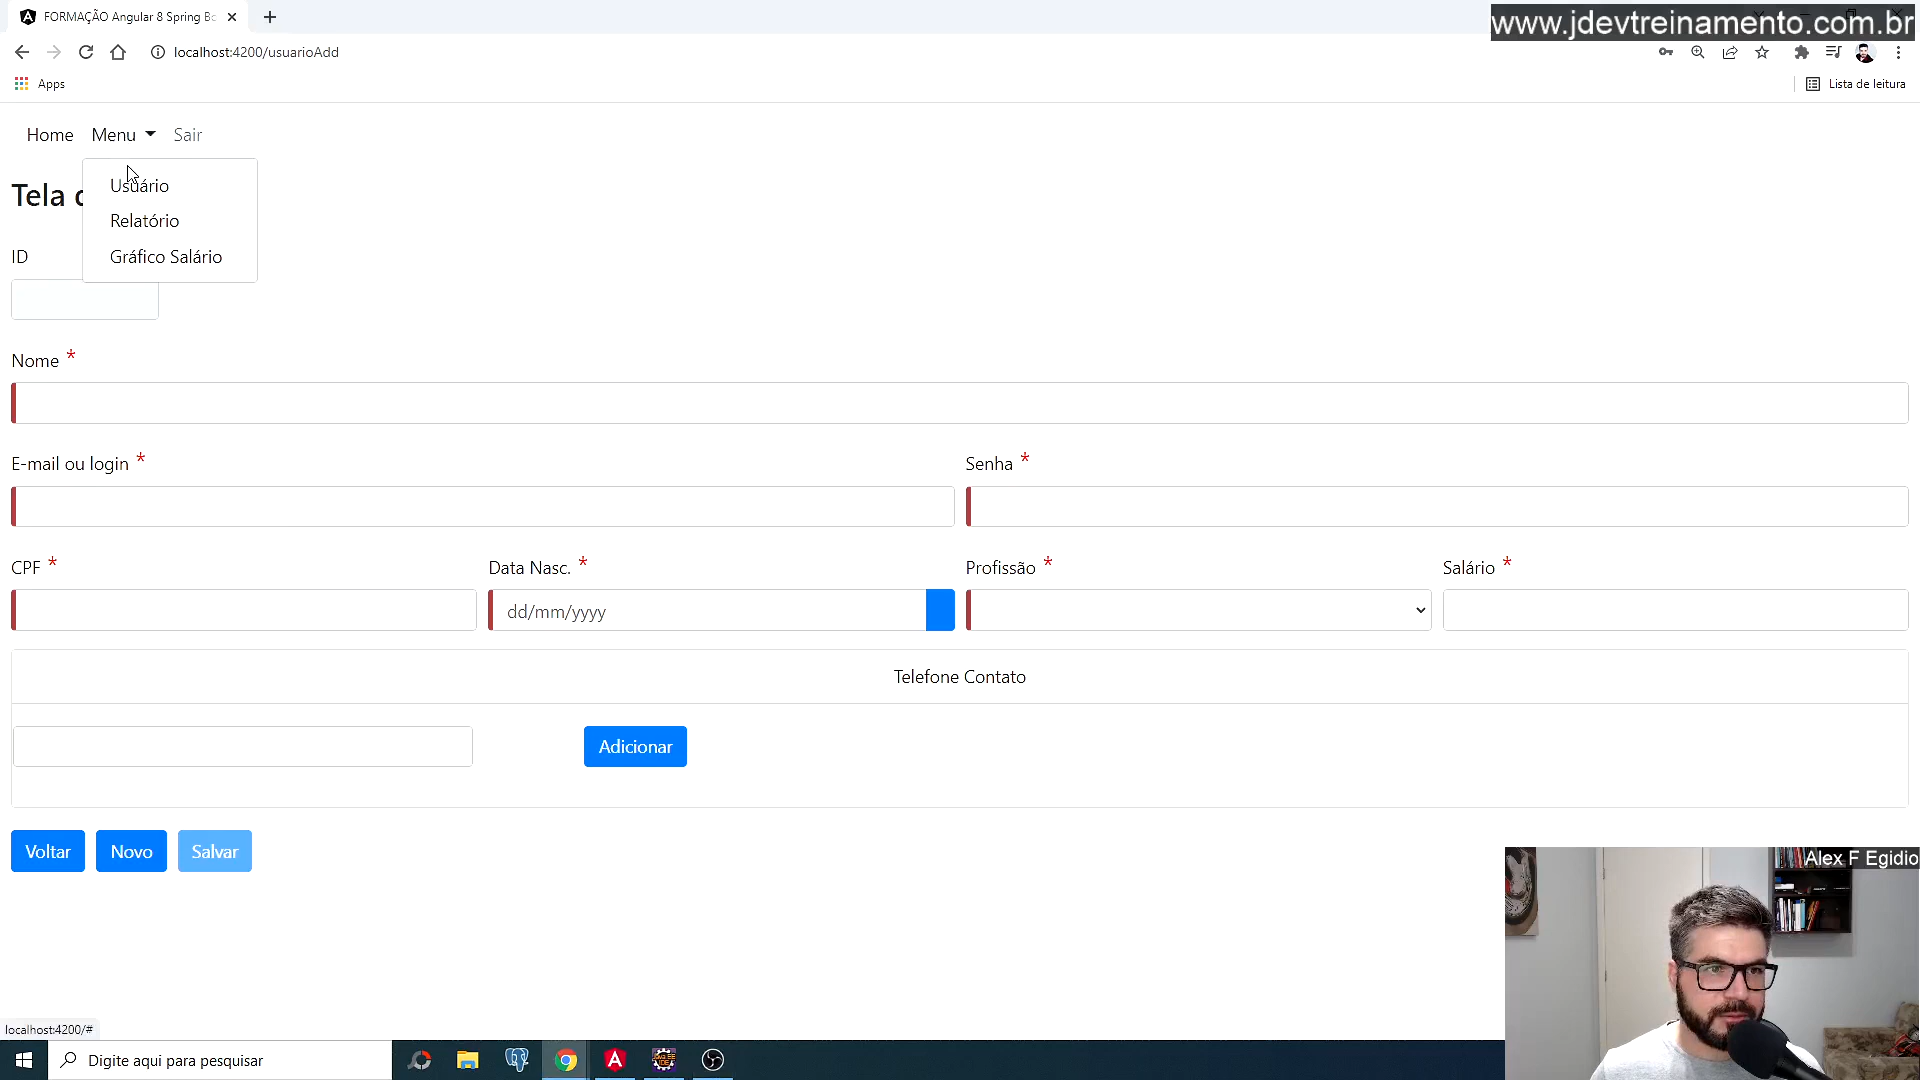 FORMAÇÃO Angular 8 Spring Bo
www.jdevtreinamento.com.br
localhost:4200/usuarioAdd
Apps
Lista de leitura
Home Menu Sair
Usuário
Tela
Relatório
ID
Gráfico Salário
Nome *
E-mail ou login * Senha *
CPF * Data Nasc. * Profissão * Salário *
dd/mm/yyyy
Telefone Contato
Adicionar
Voltar Novo Salvar
Alex F Egidio
localhost:4200/#
Digite aqui para pesquisar